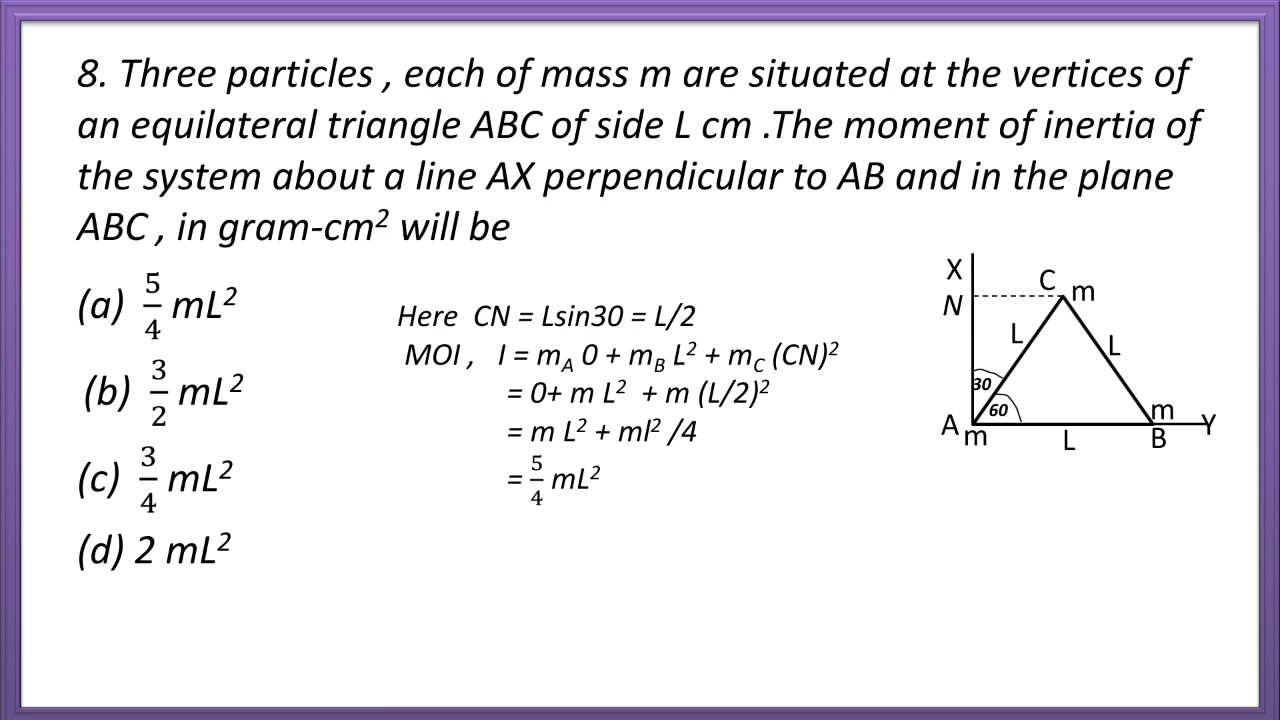 8. Three particles , each of mass m are situated at the vertices of
an equilateral triangle ABC of side L cm .The moment of inertia of
the system about a line AX perpendicular to AB and in the plane
ABC , in gram-cm² will be
(a) 5/4 mL²
(b) 3/2 mL²
(c) 3/4 mL²
(d) 2 mL²
Here CN = Lsin30 = L/2
MOI , I = m_A 0 + m_B L² + m_C (CN)²
= 0+ m L² + m (L/2)²
= m L² + ml² /4
= 5/4 mL²
X
C
m
N
L
L
30
60
A
m
L
m
B
Y